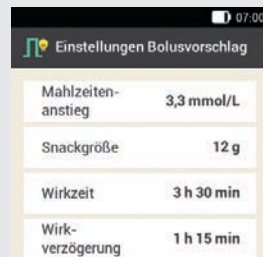 07:00
Einstellungen Bolusvorschlag
Mahlzeiten-
anstieg
3,3 mmol/L
Snackgröße
12 g
Wirkzeit
3 h 30 min
Wirk-
verzögerung
1 h 15 min